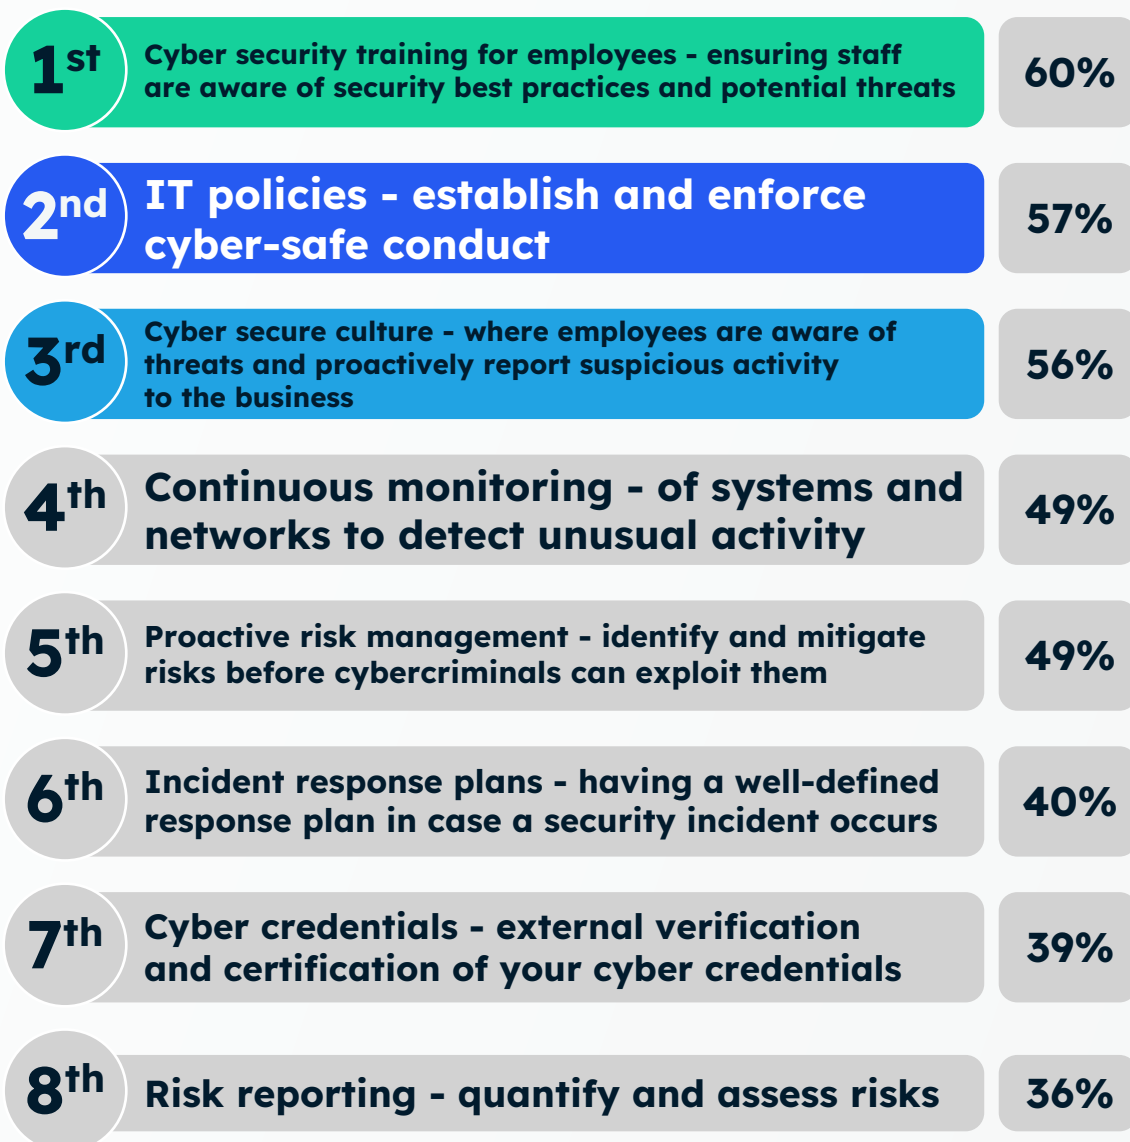 1st
Cyber security training for employees - ensuring staff
are aware of security best practices and potential threats
60%
2nd
IT policies - establish and enforce
cyber-safe conduct
57%
3rd
Cyber secure culture - where employees are aware of
threats and proactively report suspicious activity
to the business
56%
4th
Continuous monitoring - of systems and
networks to detect unusual activity
49%
5th
Proactive risk management - identify and mitigate
risks before cybercriminals can exploit them
49%
6th
Incident response plans - having a well-defined
response plan in case a security incident occurs
40%
7th
Cyber credentials - external verification
and certification of your cyber credentials
39%
8th
Risk reporting - quantify and assess risks
36%